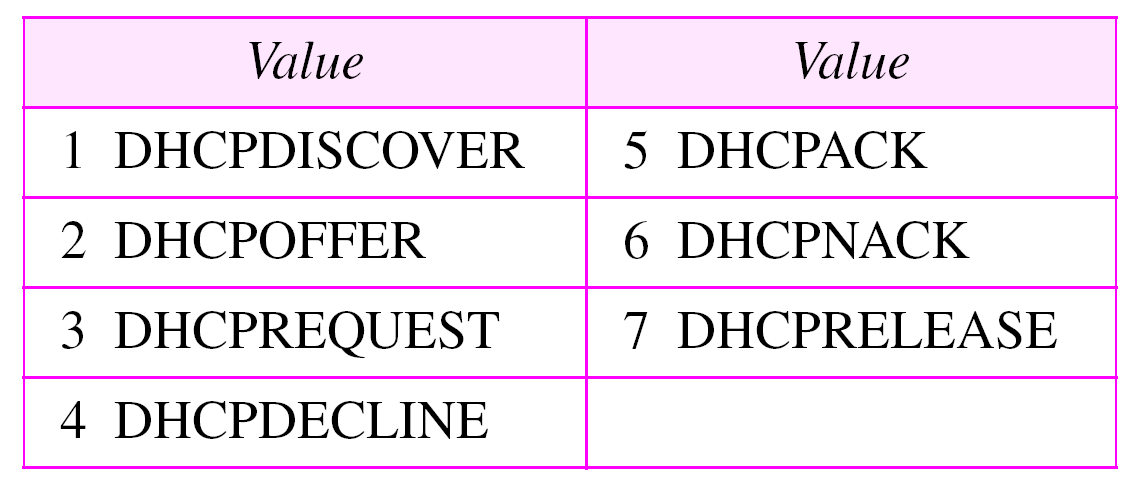 Value Value
1 DHCPDISCOVER 5 DHCPACK
2 DHCPOFFER 6 DHCPNACK
3 DHCPREQUEST 7 DHCPRELEASE
4 DHCPDECLINE